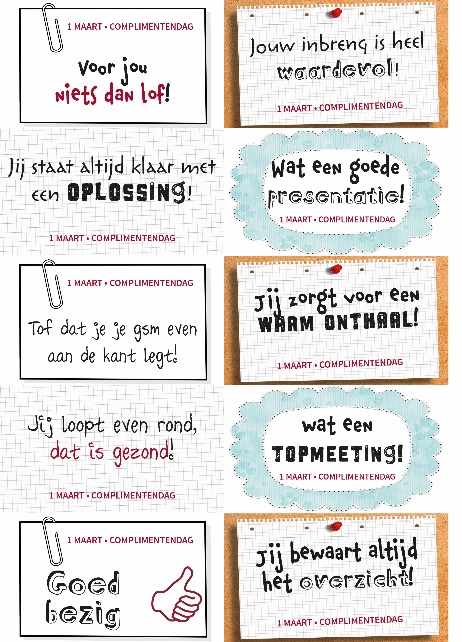 1 MAART • COMPLIMENTENDAG
Voor jou
niets dan lof!
Jouw inbreng is heel
waardevol!
1 MAART • COMPLIMENTENDAG
Jij staat altijd klaar met
een OPLOSSING!
1 MAART • COMPLIMENTENDAG
Wat een goede
presentatie!
1 MAART • COMPLIMENTENDAG
1 MAART • COMPLIMENTENDAG
Tof dat je je gsm even
aan de kant legt!
Jij zorgt voor een
WARM ONTHAAL!
1 MAART • COMPLIMENTENDAG
Jij loopt even rond,
dat is gezond!
1 MAART • COMPLIMENTENDAG
wat een
TOPMEETING!
1 MAART • COMPLIMENTENDAG
1 MAART • COMPLIMENTENDAG
Goed
bezig
Jij bewaart altijd
het overzicht!
1 MAART • COMPLIMENTENDAG